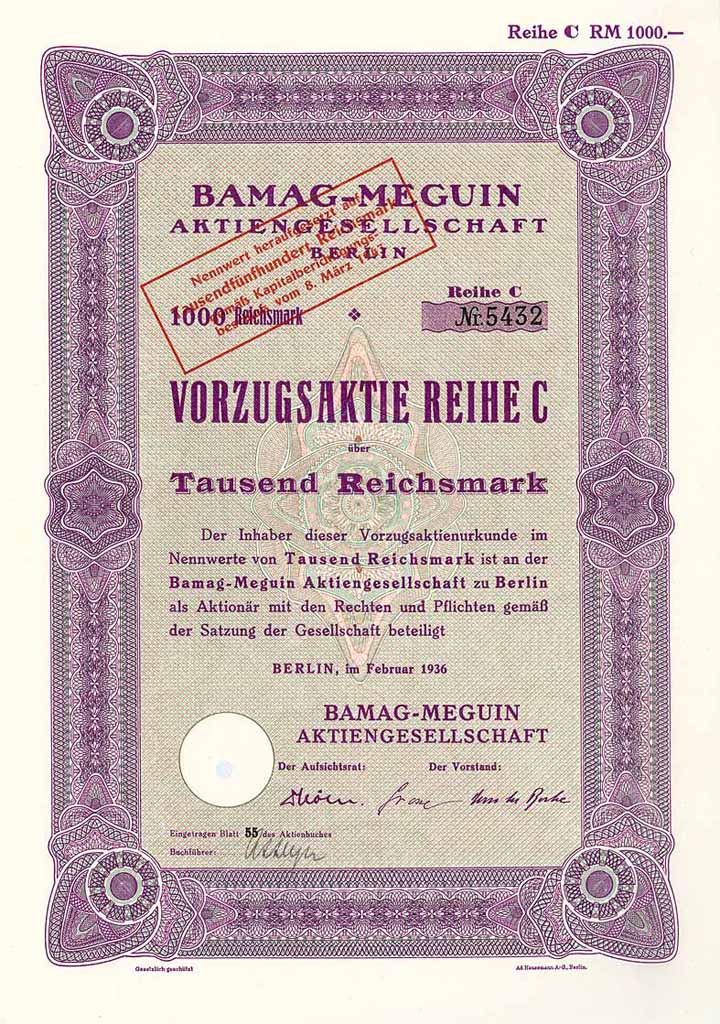 Reihe C RM 1000.—
BAMAG-MEGUIN
AKTIENGESELLSCHAFT
BERLIN
Nennwert heraufgesetzt auf
Tausendfünfhundert Reichsmark
gemäß Kapitalberichtigungs-
beschluß vom 8. März
1000 Reichsmark
Reihe C
Nr. 5432
VORZUGSAKTIE REIHE C
über
Tausend Reichsmark
Der Inhaber dieser Vorzugsaktienurkunde im
Nennwerte von Tausend Reichsmark ist an der
Bamag-Meguin Aktiengesellschaft zu Berlin
als Aktionär mit den Rechten und Pflichten gemäß
der Satzung der Gesellschaft beteiligt
BERLIN, im Februar 1936
BAMAG-MEGUIN
AKTIENGESELLSCHAFT
Der Aufsichtsrat: Der Vorstand:
Eingetragen Blatt 55 des Aktienbuches
Buchführer:
Gesetzlich geschützt
Berlin.